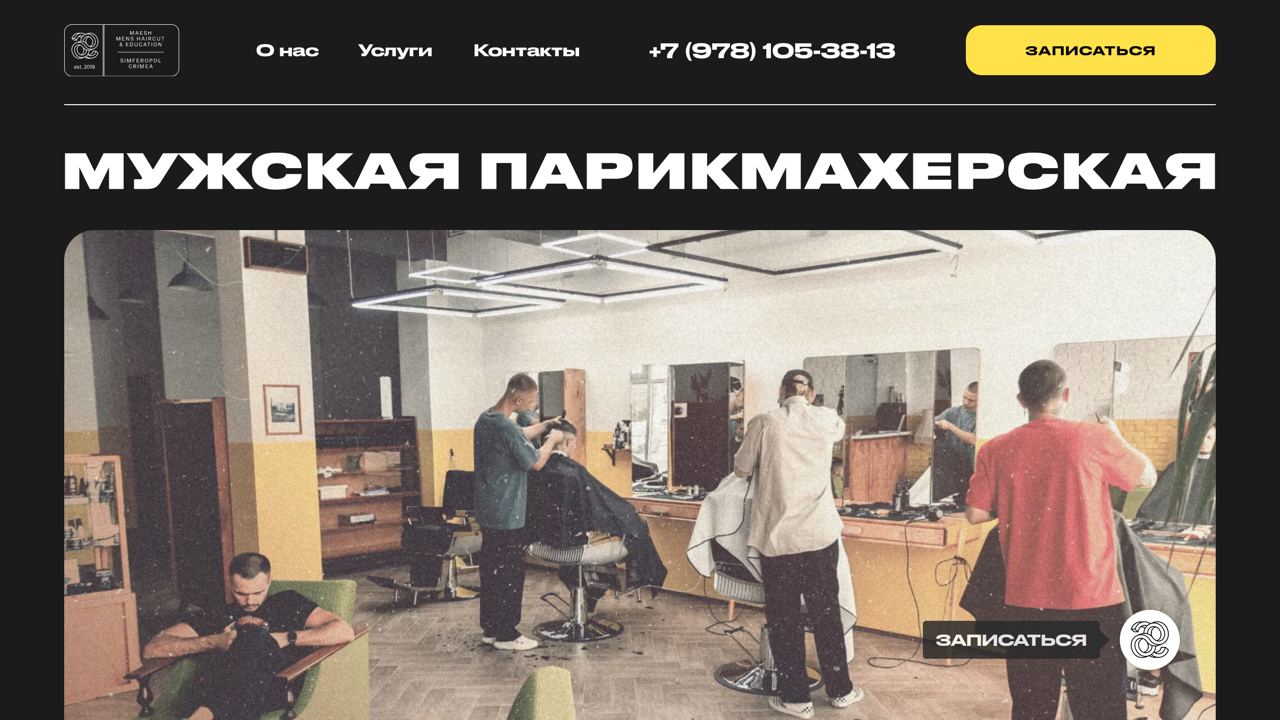 MAESH
MENS HAIRCUT
& EDUCATION
SIMFEROPOL
CRIMEA
est. 2019
О нас
Услуги
Контакты
+7 (978) 105-38-13
ЗАПИСАТЬСЯ
МУЖСКАЯ ПАРИКМАХЕРСКАЯ
ЗАПИСАТЬСЯ